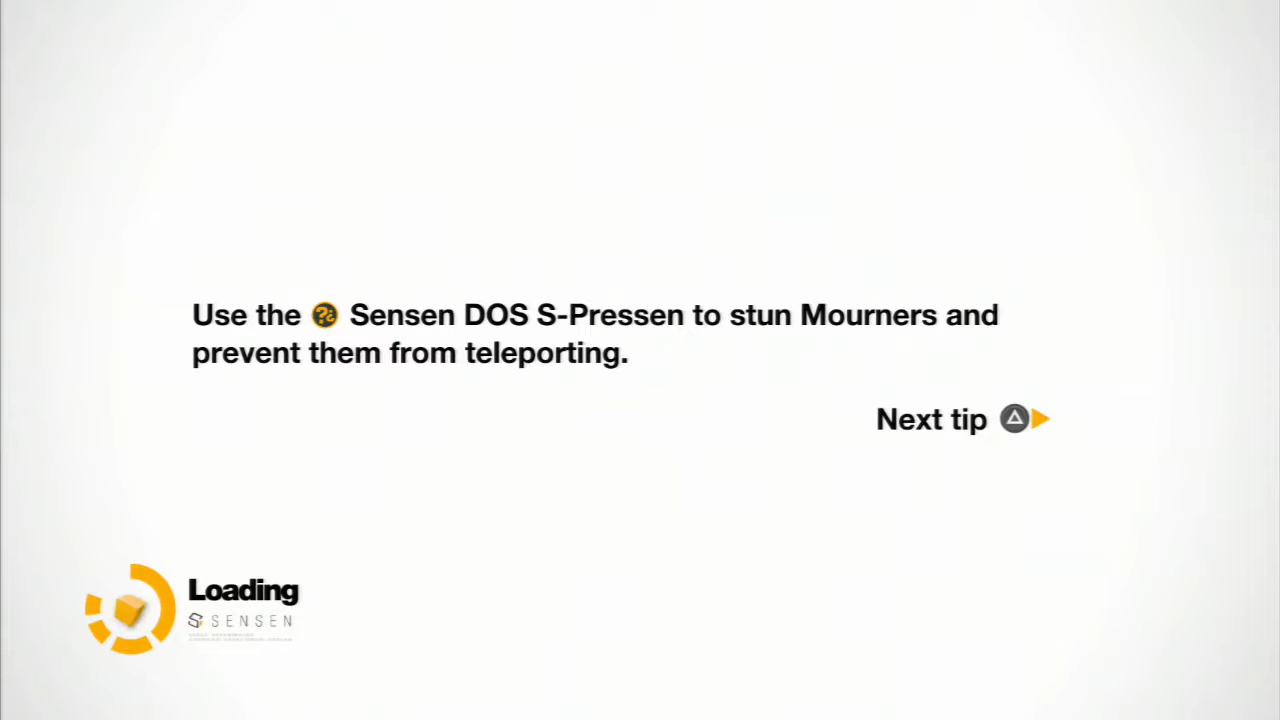 Use the Sensen DOS S-Pressen to stun Mourners and
prevent them from teleporting.
Next tip
Loading
SENSEN